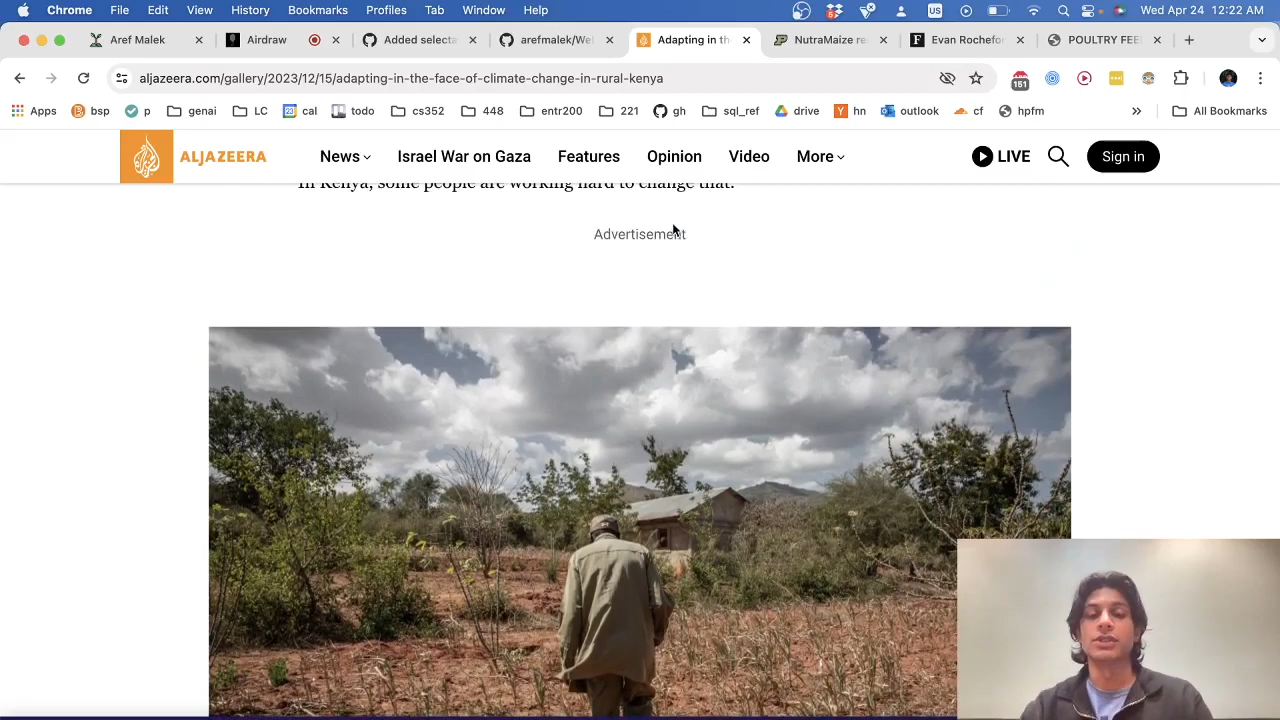 Chrome File Edit View History Bookmarks Profiles Tab Window Help US Wed Apr 24 12:22 AM
Aref Malek Airdraw Added selecta arefmalek/Wel Adapting in th NutraMaize re Evan Rochefor POULTRY FEE
aljazeera.com/gallery/2023/12/15/adapting-in-the-face-of-climate-change-in-rural-kenya 151
Apps bsp p genai LC cal todo cs352 448 entr200 221 gh sql_ref drive hn outlook cf hpfm » All Bookmarks
ALJAZEERA News Israel War on Gaza Features Opinion Video More LIVE Sign in
In Kenya, some people are working hard to change that.
Advertisement